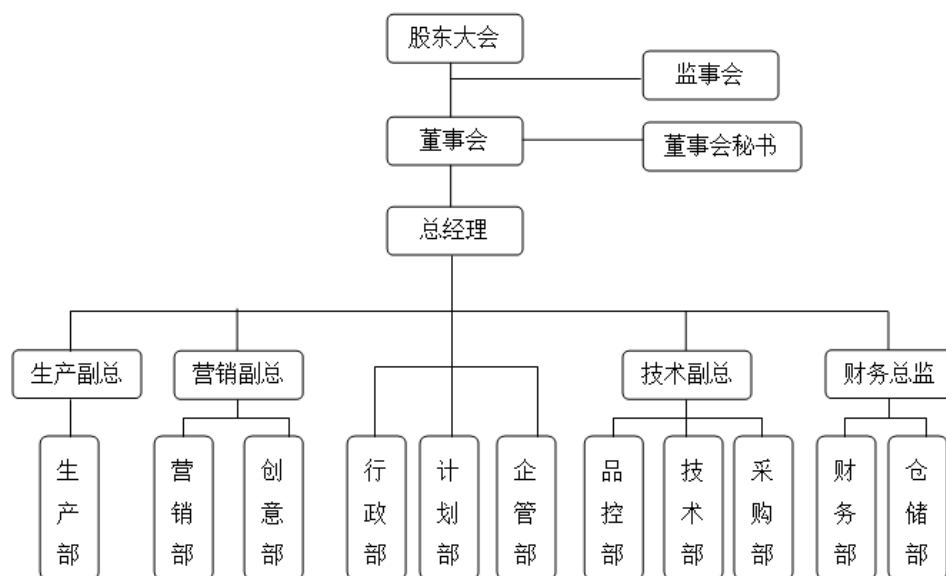 股东大会
监事会
董事会
董事会秘书
总经理
生产副总
营销副总
技术副总
财务总监
生产部
营销部
创意部
行政部
计划部
企管部
品控部
技术部
采购部
财务部
仓储部